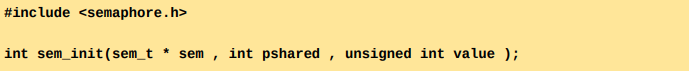 #include <semaphore.h>
int sem_init(sem_t * sem , int pshared , unsigned int value );